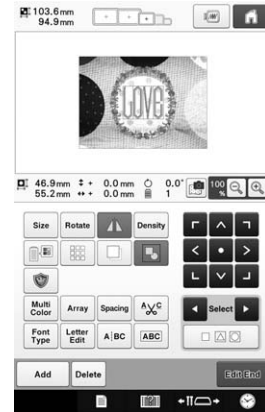 103.6mm
94.9mm
LOVE
46.9mm + 0.0mm 0.0°
55.2mm + 0.0mm 1
100
%
Size Rotate Density
Multi Color Array Spacing
Font Type Letter Edit A BC ABC
Select
Add Delete Edit End